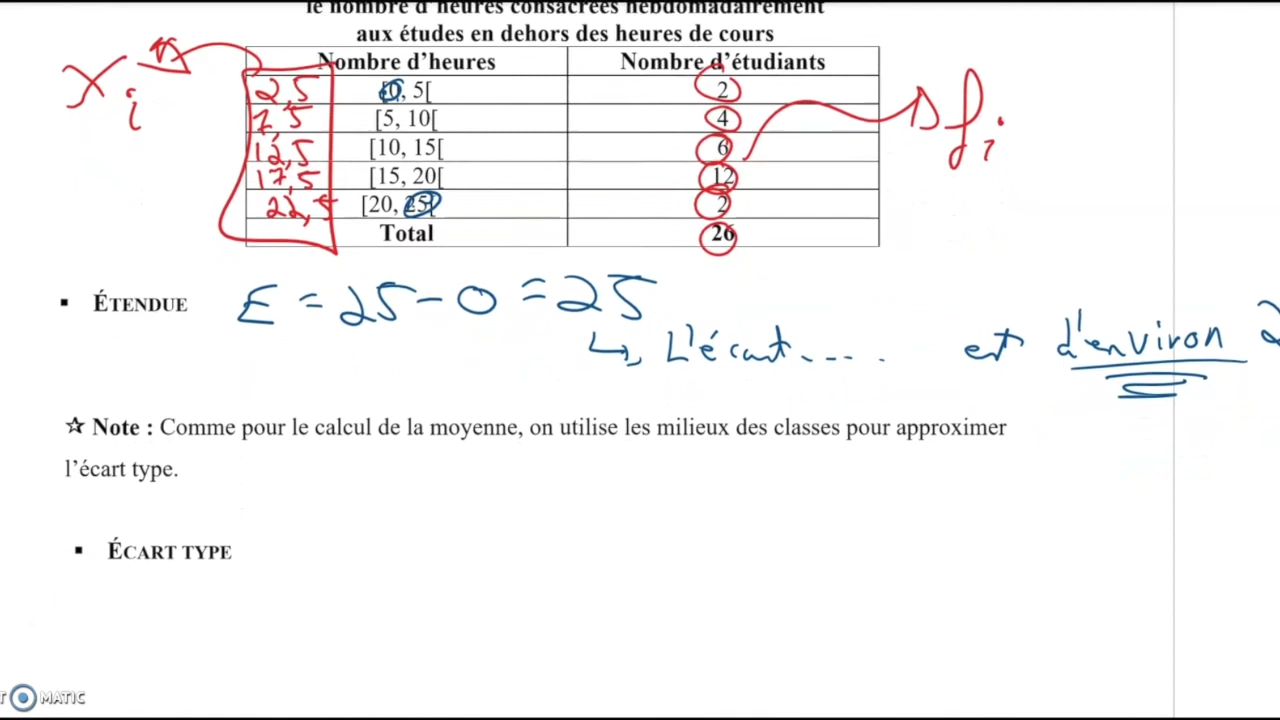 le nombre d'heures consacrées hebdomadairement
aux études en dehors des heures de cours
Nombre d'heures Nombre d'étudiants
xi
2,5 [0, 5[ 2
7,5 [5, 10[ 4
12,5 [10, 15[ 6
17,5 [15, 20[ 12
22,5 [20, 25[ 2
Total 26
fi
▪ ÉTENDUE E = 25 - 0 = 25
↳ L'écart.... est d'environ 2
☆ Note : Comme pour le calcul de la moyenne, on utilise les milieux des classes pour approximer
l'écart type.
▪ ÉCART TYPE
MATIC